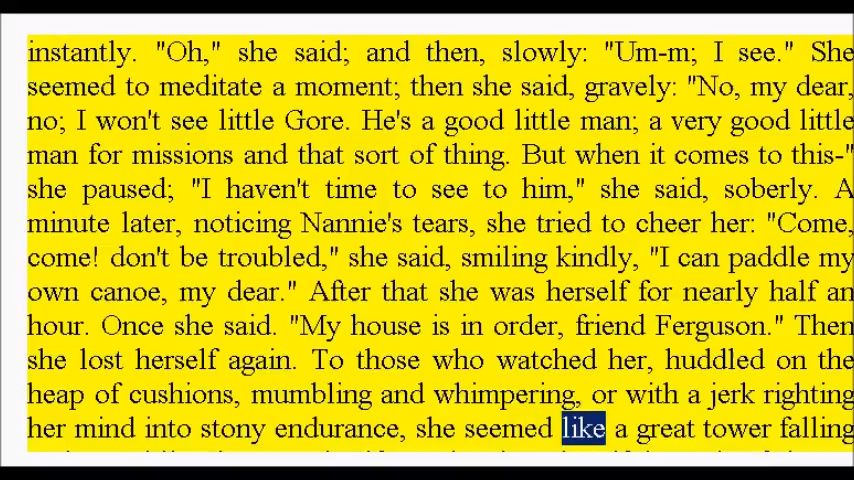 instantly. "Oh," she said; and then, slowly: "Um-m; I see." She
seemed to meditate a moment; then she said, gravely: "No, my dear,
no; I won't see little Gore. He's a good little man; a very good little
man for missions and that sort of thing. But when it comes to this-"
she paused; "I haven't time to see to him," she said, soberly. A
minute later, noticing Nannie's tears, she tried to cheer her: "Come,
come! don't be troubled," she said, smiling kindly, "I can paddle my
own canoe, my dear." After that she was herself for nearly half an
hour. Once she said. "My house is in order, friend Ferguson." Then
she lost herself again. To those who watched her, huddled on the
heap of cushions, mumbling and whimpering, or with a jerk righting
her mind into stony endurance, she seemed like a great tower falling